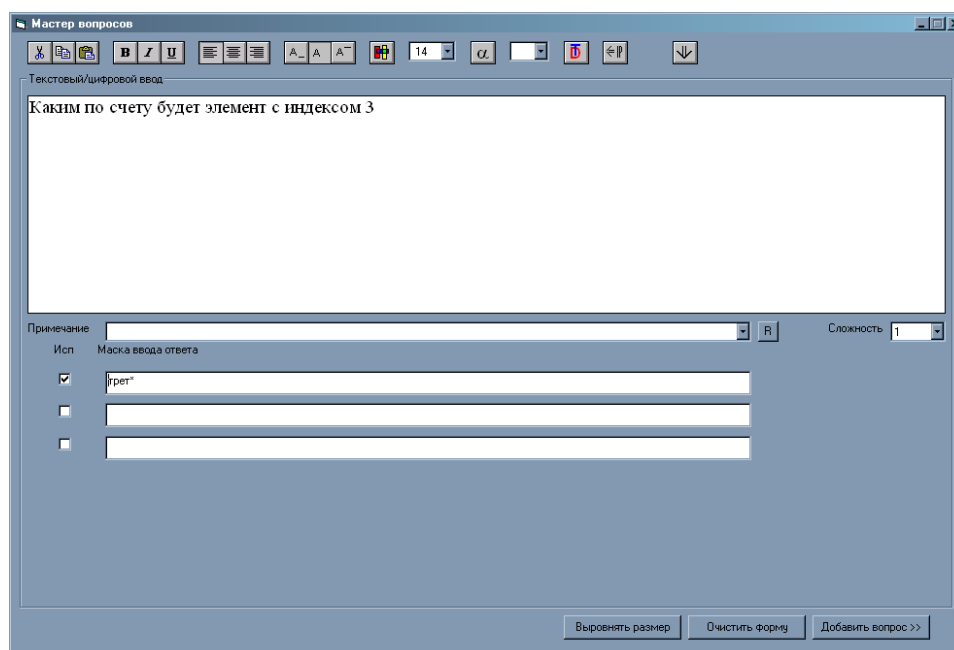 Мастер вопросов
B I U A_ A A¯ 14 α D
Текстовый/цифровой ввод
Каким по счету будет элемент с индексом 3
Примечание R Сложность 1
Исп Маска ввода ответа
трет*
Выровнять размер Очистить форму Добавить вопрос >>